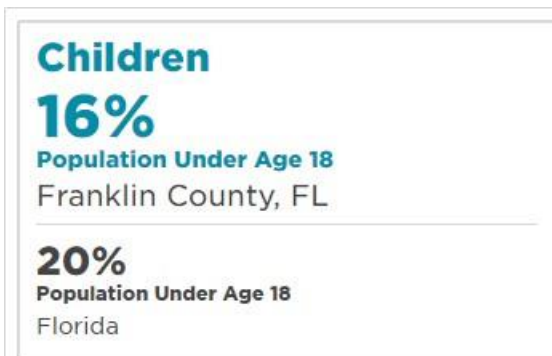 Children
16%
Population Under Age 18
Franklin County, FL
20%
Population Under Age 18
Florida